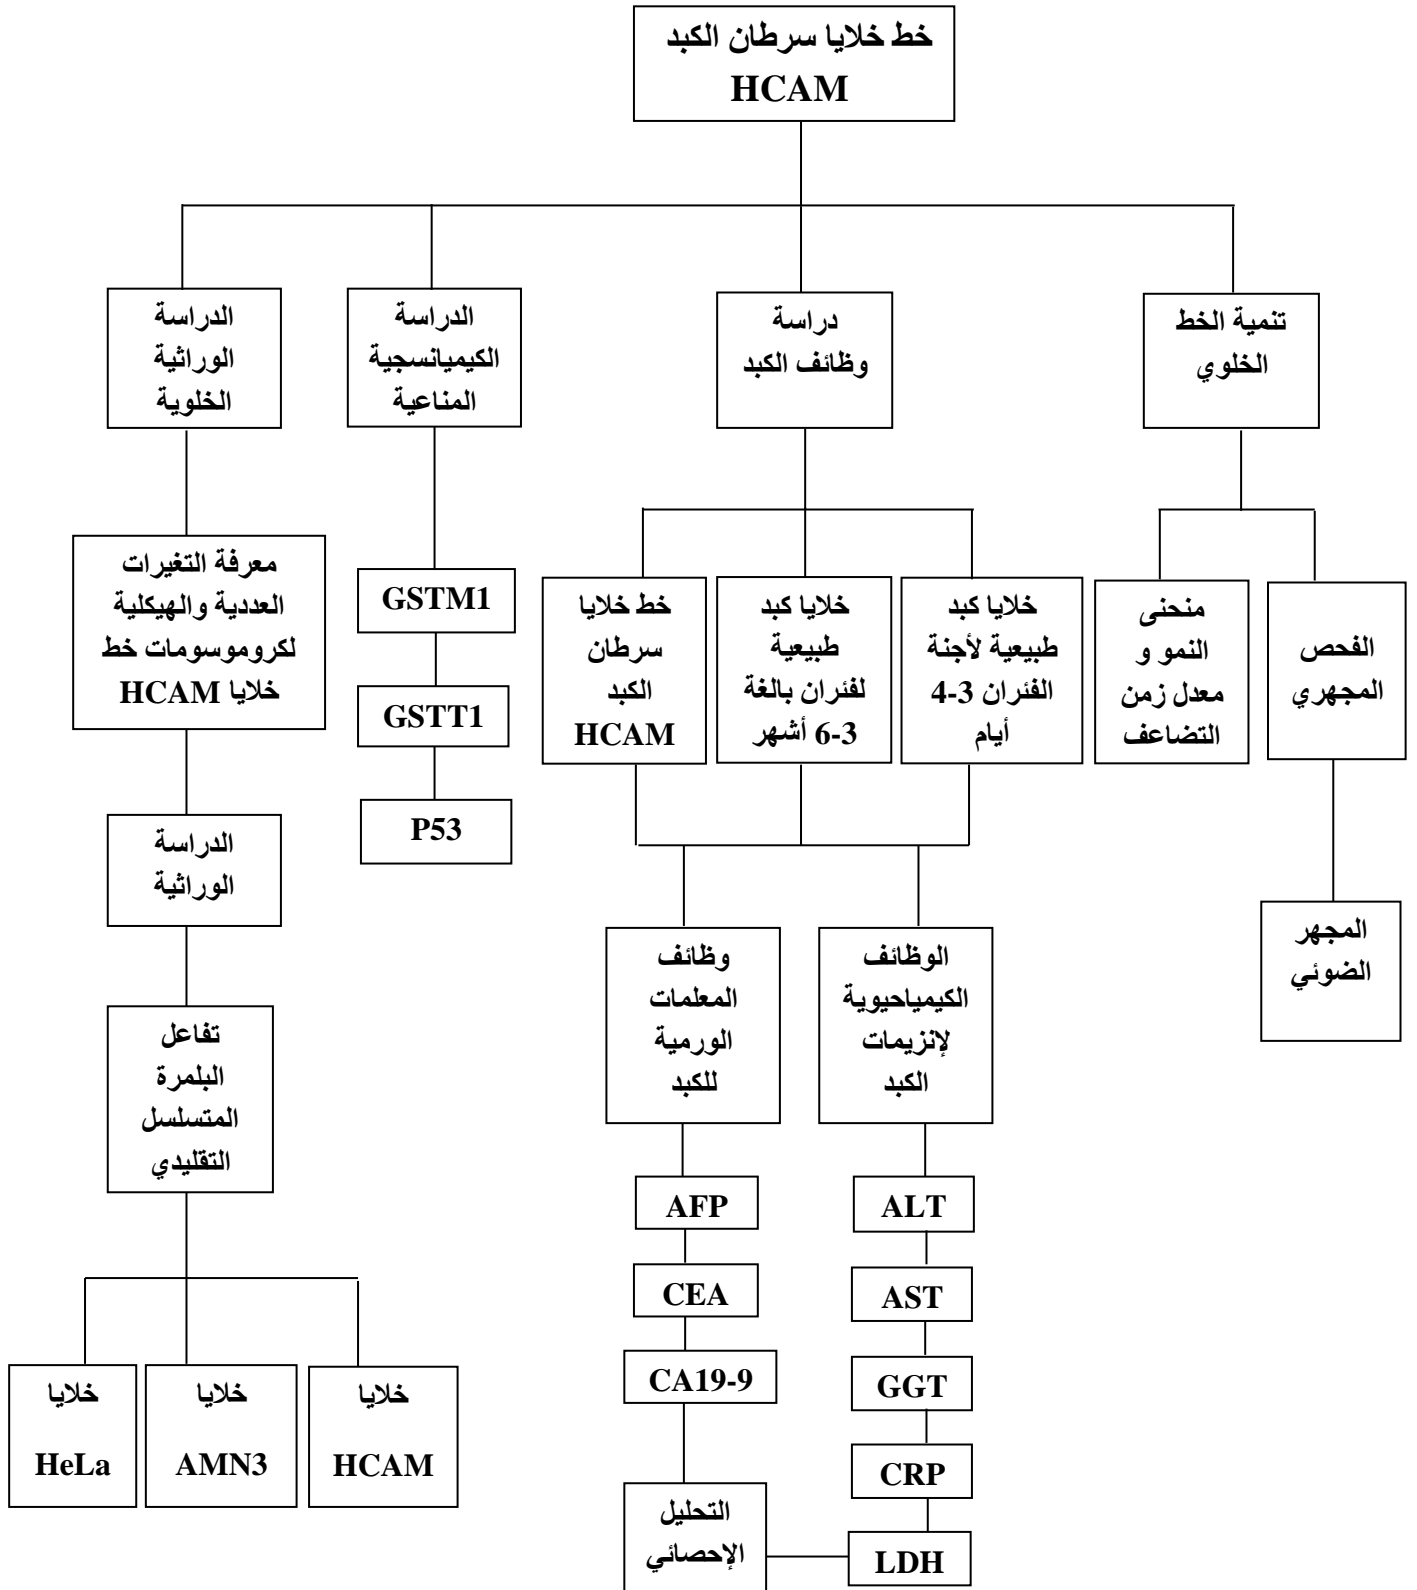 خط خلايا سرطان الكبد
HCAM
تنمية الخط
الخلوي
دراسة
وظائف الكبد
الدراسة
الكيميانسجية
المناعية
الدراسة
الوراثية
الخلوية
الفحص
المجهري
منحنى
النمو و
معدل زمن
التضاعف
خلايا كبد
طبيعية لأجنة
الفئران 3-4
أيام
خلايا كبد
طبيعية
لفئران بالغة
3-6 أشهر
خط خلايا
سرطان
الكبد
HCAM
GSTM1
GSTT1
P53
معرفة التغيرات
العددية والهيكلية
لكروموسومات خط
خلايا HCAM
الدراسة
الوراثية
المجهر
الضوئي
الوظائف
الكيمياحيوية
لإنزيمات
الكبد
وظائف
المعلمات
الورمية
للكبد
تفاعل
البلمرة
المتسلسل
التقليدي
ALT
AST
GGT
CRP
LDH
AFP
CEA
CA19-9
التحليل
الإحصائي
خلايا
HCAM
خلايا
AMN3
خلايا
HeLa